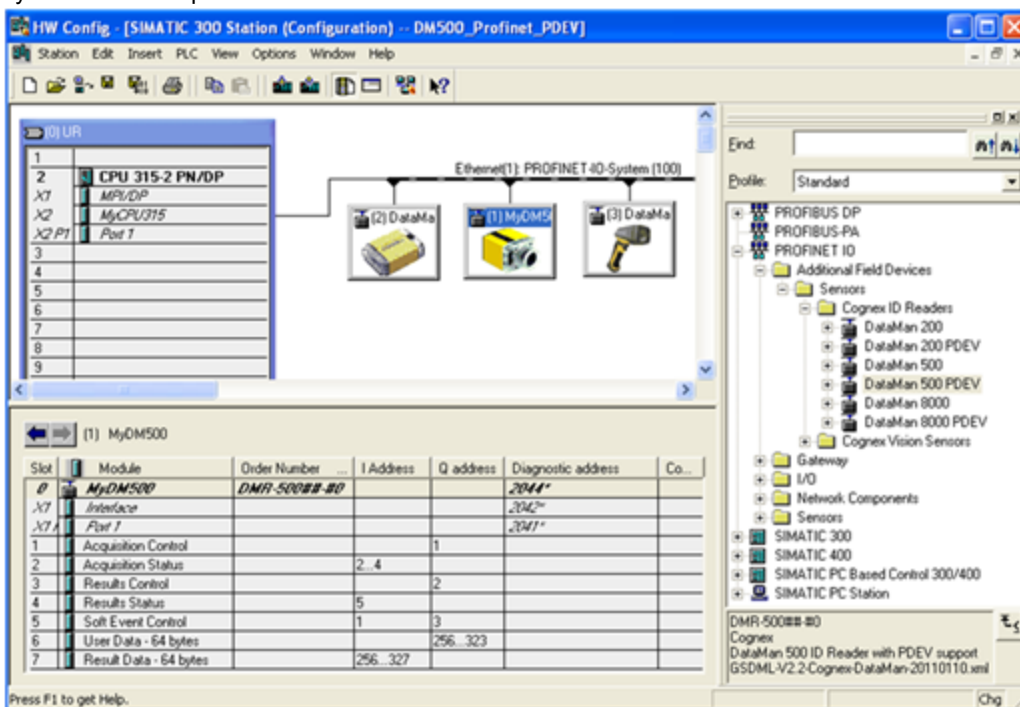 HW Config - [SIMATIC 300 Station (Configuration) -- DM500_Profinet_PDEV]
Station Edit Insert PLC View Options Window Help
(0) UR
1
2 CPU 315-2 PN/DP
X1 MPI/DP
X2 MyCPU315
X2 P1 Port 1
3
4
5
6
7
8
9
Ethernet(1): PROFINET-IO-System (100)
(2) DataMa
(1) MyDM5
(3) DataMa
Find:
Profile: Standard
PROFIBUS DP
PROFIBUS-PA
PROFINET IO
Additional Field Devices
Sensors
Cognex ID Readers
DataMan 200
DataMan 200 PDEV
DataMan 500
DataMan 500 PDEV
DataMan 8000
DataMan 8000 PDEV
Cognex Vision Sensors
Gateway
I/O
Network Components
Sensors
SIMATIC 300
SIMATIC 400
SIMATIC PC Based Control 300/400
SIMATIC PC Station
DMR-500##-#0
Cognex
DataMan 500 ID Reader with PDEV support
GSDML-V2.2-Cognex-DataMan-20110110.xml
(1) MyDM500
Slot Module Order Number ... I Address Q address Diagnostic address Co...
0 MyDM500 DMR-500##-#0 2044*
X1 Interface 2042*
X1 Port 1 2041*
1 Acquisition Control 1
2 Acquisition Status 2...4
3 Results Control 2
4 Results Status 5
5 Soft Event Control 1 3
6 User Data - 64 bytes 256...323
7 Result Data - 64 bytes 256...327
Press F1 to get Help.
Chg